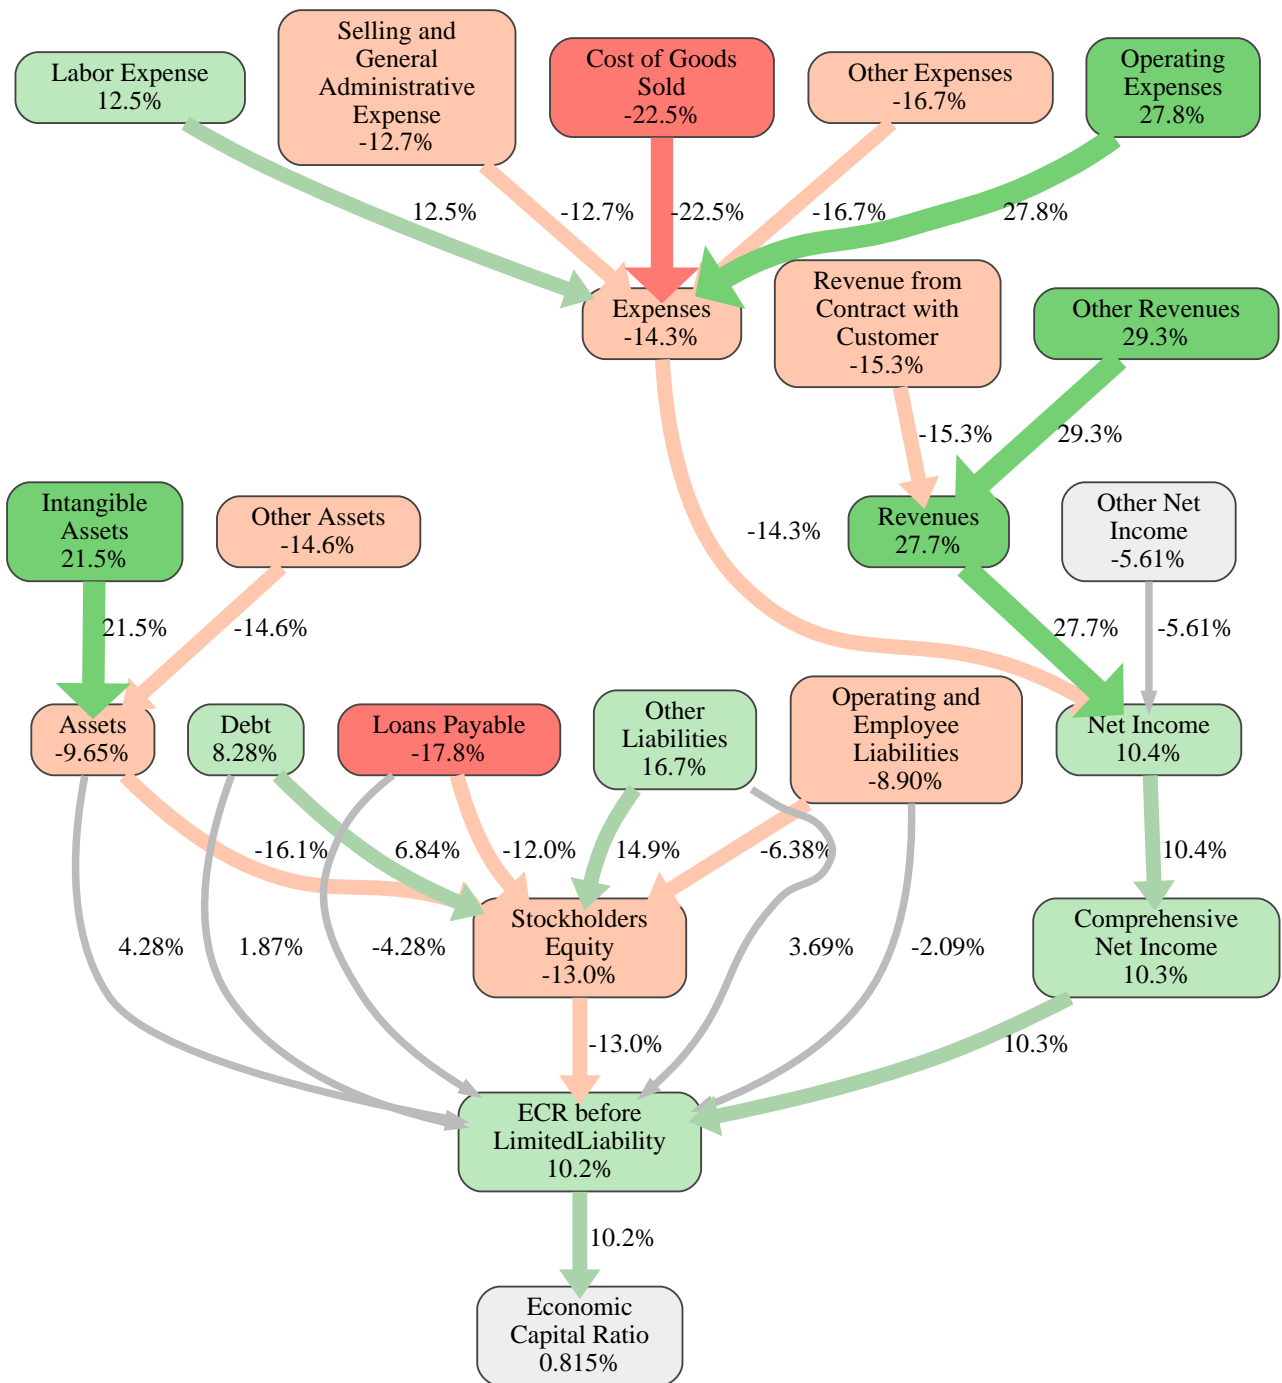 Labor Expense
12.5%
Selling and
General
Administrative
Expense
-12.7%
Cost of Goods
Sold
-22.5%
Other Expenses
-16.7%
Operating
Expenses
27.8%
12.5%
-12.7%
-22.5%
-16.7%
27.8%
Expenses
-14.3%
Revenue from
Contract with
Customer
-15.3%
Other Revenues
29.3%
-15.3%
29.3%
Intangible
Assets
21.5%
Other Assets
-14.6%
-14.3%
Revenues
27.7%
Other Net
Income
-5.61%
21.5%
-14.6%
27.7%
-5.61%
Assets
-9.65%
Debt
8.28%
Loans Payable
-17.8%
Other
Liabilities
16.7%
Operating and
Employee
Liabilities
-8.90%
Net Income
10.4%
-16.1%
6.84%
-12.0%
14.9%
-6.38%
10.4%
4.28%
1.87%
-4.28%
Stockholders
Equity
-13.0%
3.69%
-2.09%
Comprehensive
Net Income
10.3%
-13.0%
10.3%
ECR before
LimitedLiability
10.2%
10.2%
Economic
Capital Ratio
0.815%